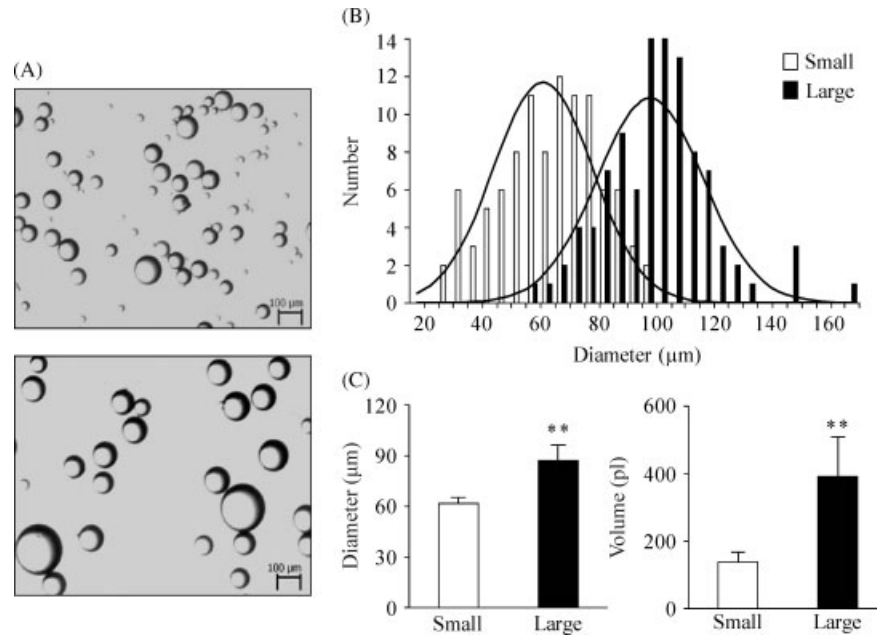 (A)
100 μm
100 μm
(B)
14
12
10
8
6
4
2
0
Number
Small
Large
20 40 60 80 100 120 140 160
Diameter (μm)
(C)
120
90
60
30
0
Diameter (μm)
**
Small Large
600
400
200
0
Volume (pl)
**
Small Large